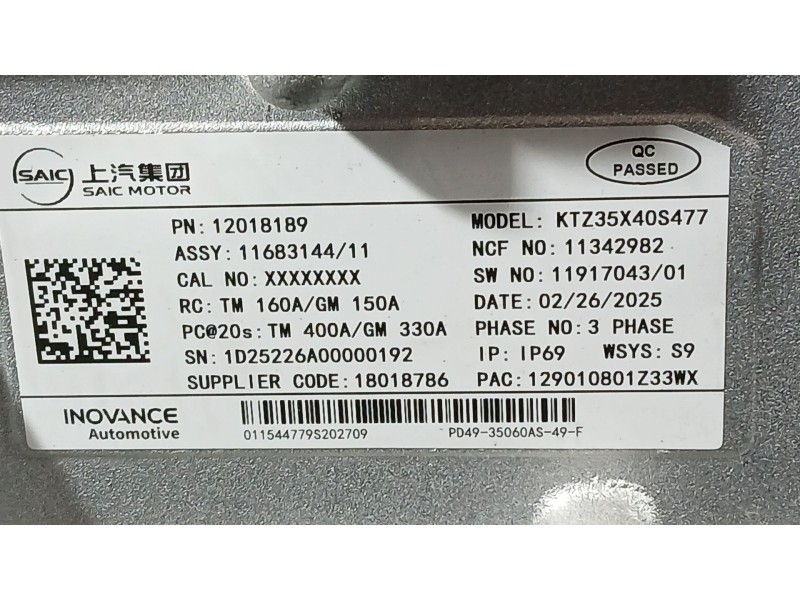 SAIC 上汽集团
SAIC MOTOR
QC
PASSED
PN: 12018189
MODEL: KTZ35X40S477
ASSY: 11683144/11
NCF NO: 11342982
CAL NO: XXXXXXXX
SW NO: 11917043/01
RC: TM 160A/GM 150A
DATE: 02/26/2025
PC@20s: TM 400A/GM 330A
PHASE NO: 3 PHASE
SN: 1D25226A00000192
IP: IP69 WSYS: S9
SUPPLIER CODE: 18018786
PAC: 129010801Z33WX
INOVANCE
Automotive
011544779S202709
PD49-35060AS-49-F